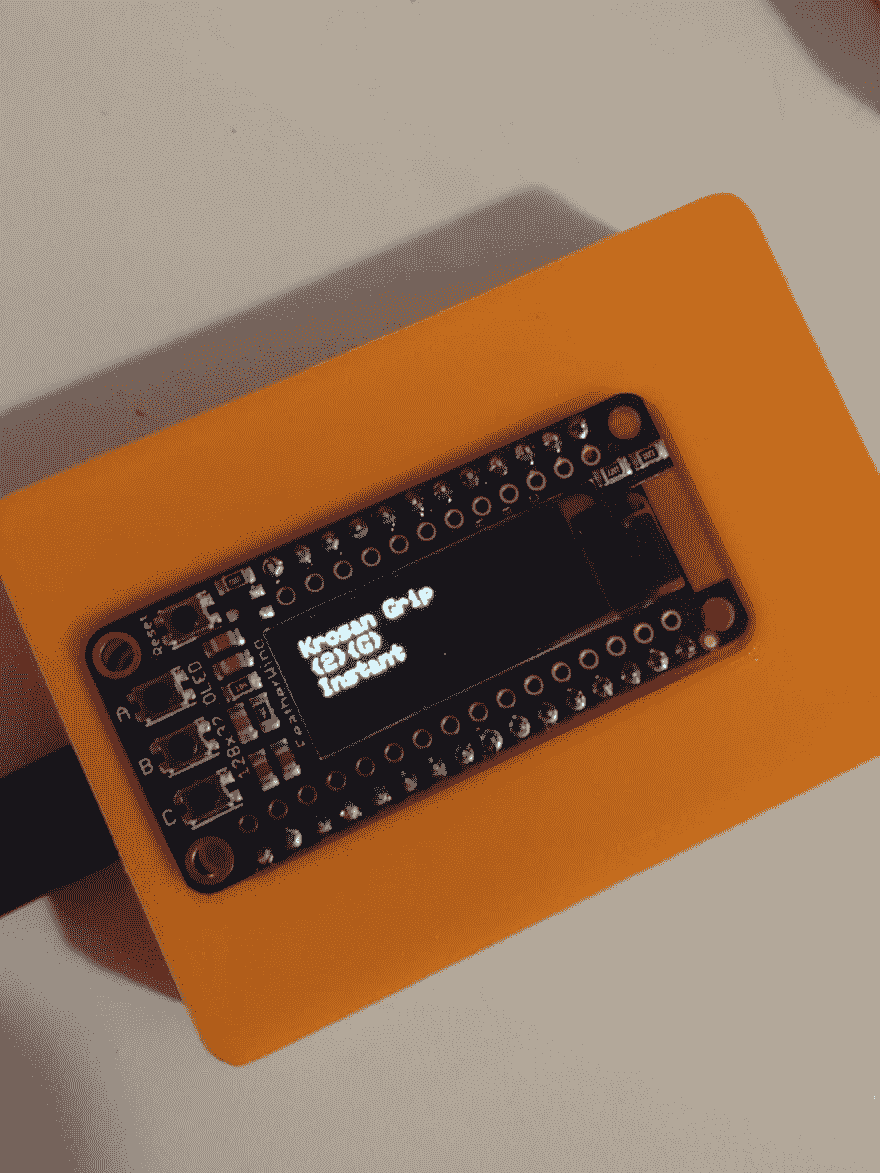 Krosan Grip
(2)(G)
Instant
Reset
A
B
C
FeatherWing
OLED
128x32